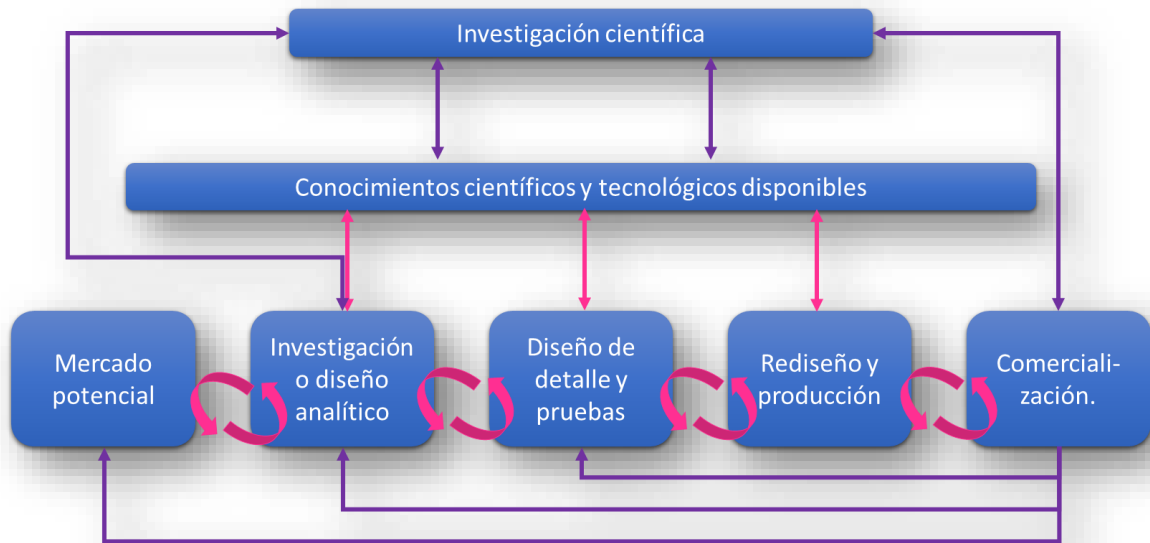 Investigación científica
Conocimientos científicos y tecnológicos disponibles
Mercado
potencial
Investigación
o diseño
analítico
Diseño de
detalle y
pruebas
Rediseño y
producción
Comerciali-
zación.